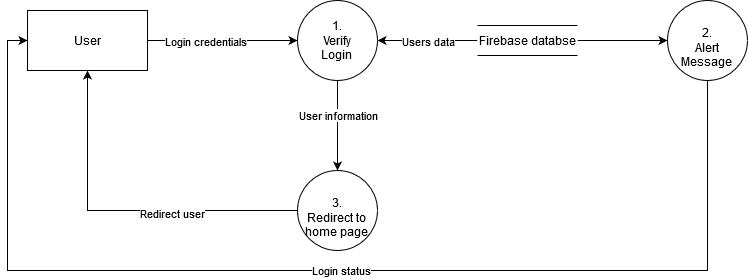 User
Login credentials
1.
Verify
Login
Users data
Firebase databse
2.
Alert
Message
User information
3.
Redirect to
home page
Redirect user
Login status